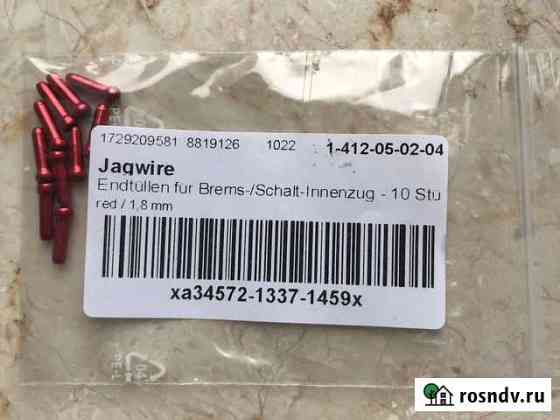 1729209581 8819126 1022 1-412-05-02-04
Jagwire
Endtüllen für Brems-/Schalt-Innenzug - 10 Stü
red / 1,8 mm
xa34572-1337-1459x
rosndv.ru